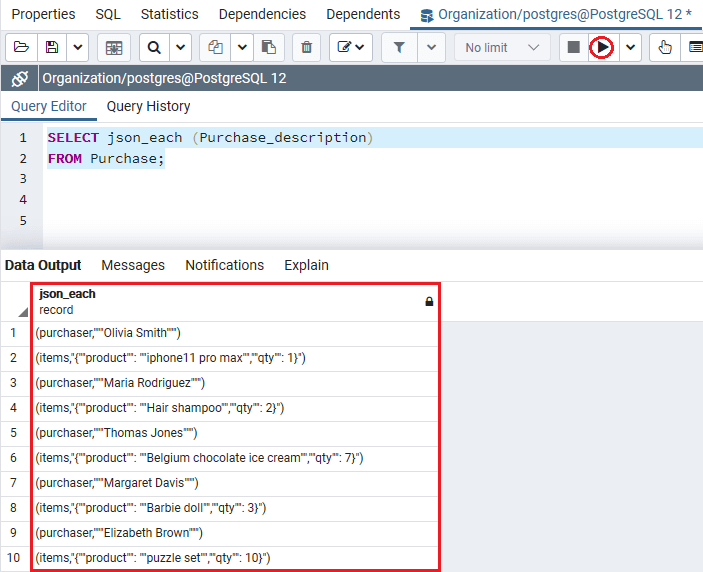 Properties SQL Statistics Dependencies Dependents Organization/postgres@PostgreSQL 12 *
No limit
Organization/postgres@PostgreSQL 12
Query Editor Query History
1 SELECT json_each (Purchase_description)
2 FROM Purchase;
3
4
5
Data Output Messages Notifications Explain
json_each
record
1 (purchaser,"""Olivia Smith""")
2 (items,"{""product"": ""iphone11 pro max"",""qty"": 1}")
3 (purchaser,"""Maria Rodriguez""")
4 (items,"{""product"": ""Hair shampoo"",""qty"": 2}")
5 (purchaser,"""Thomas Jones""")
6 (items,"{""product"": ""Belgium chocolate ice cream"",""qty"": 7}")
7 (purchaser,"""Margaret Davis""")
8 (items,"{""product"": ""Barbie doll"",""qty"": 3}")
9 (purchaser,"""Elizabeth Brown""")
10 (items,"{""product"": ""puzzle set"",""qty"": 10}")